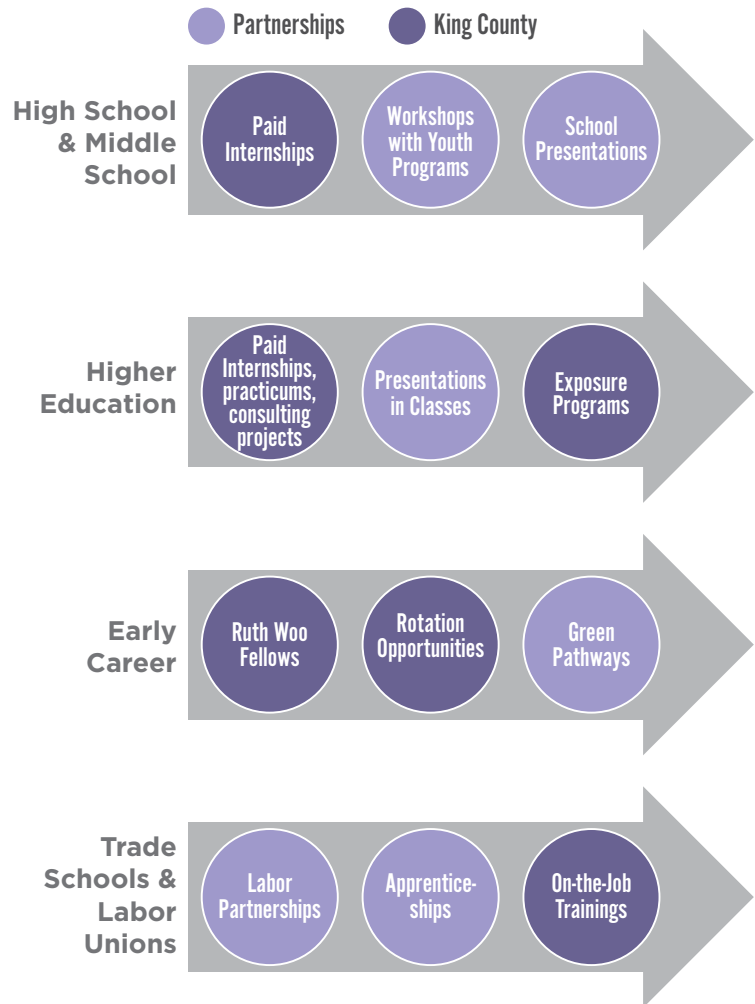 Partnerships King County
High School
& Middle
School
Paid
Internships
Workshops
with Youth
Programs
School
Presentations
Higher
Education
Paid
Internships,
practicums,
consulting
projects
Presentations
in Classes
Exposure
Programs
Early
Career
Ruth Woo
Fellows
Rotation
Opportunities
Green
Pathways
Trade
Schools &
Labor
Unions
Labor
Partnerships
Apprentice-
ships
On-the-Job
Trainings